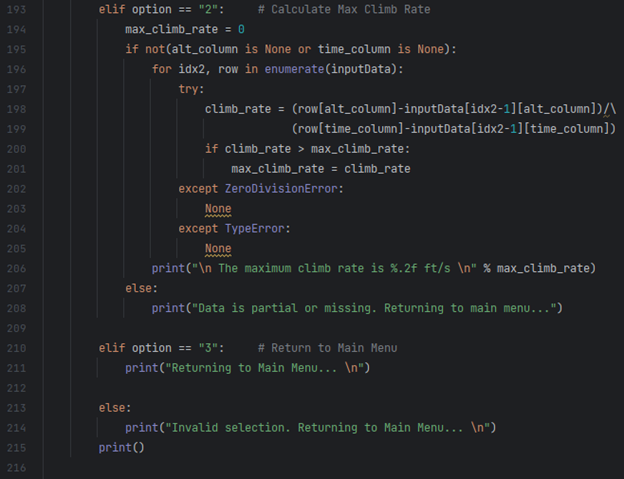 193 elif option == "2":     # Calculate Max Climb Rate
194 max_climb_rate = 0
195 if not(alt_column is None or time_column is None):
196 for idx2, row in enumerate(inputData):
197 try:
198 climb_rate = (row[alt_column]-inputData[idx2-1][alt_column])/\
199 (row[time_column]-inputData[idx2-1][time_column])
200 if climb_rate > max_climb_rate:
201 max_climb_rate = climb_rate
202 except ZeroDivisionError:
203 None
204 except TypeError:
205 None
206 print("\n The maximum climb rate is %.2f ft/s \n" % max_climb_rate)
207 else:
208 print("Data is partial or missing. Returning to main menu...")
209
210 elif option == "3":     # Return to Main Menu
211 print("Returning to Main Menu... \n")
212
213 else:
214 print("Invalid selection. Returning to Main Menu... \n")
215 print()
216